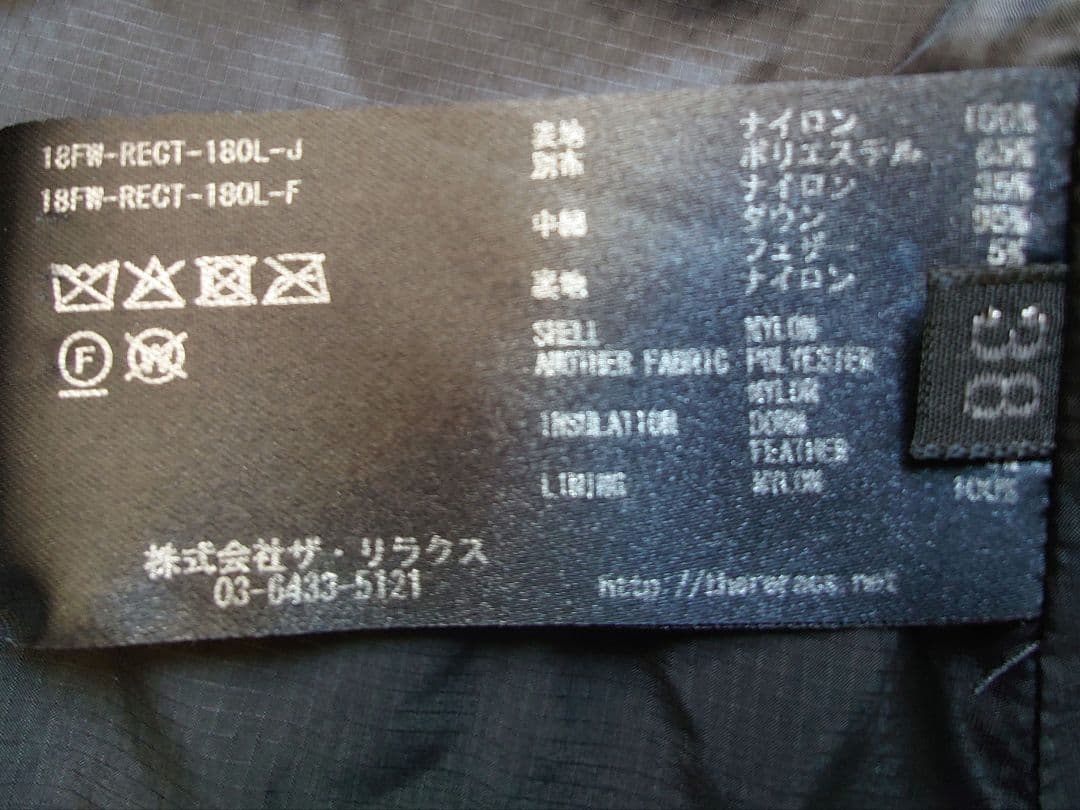 18FW-RECT-180L-J
18FW-RECT-180L-F
F
W
株式会社ザ・リラクス
03-6433-5121
表地 ナイロン 100%
別布 ポリエステル 65%
ナイロン 35%
中綿 ダウン 95%
フェザー 5%
裏地 ナイロン
SHELL NYLON
ANOTHER FABRIC POLYESTER
NYLON
INSULATION DOWN
FEATHER
LINING NYLON 100%
http://thereracs.net
38